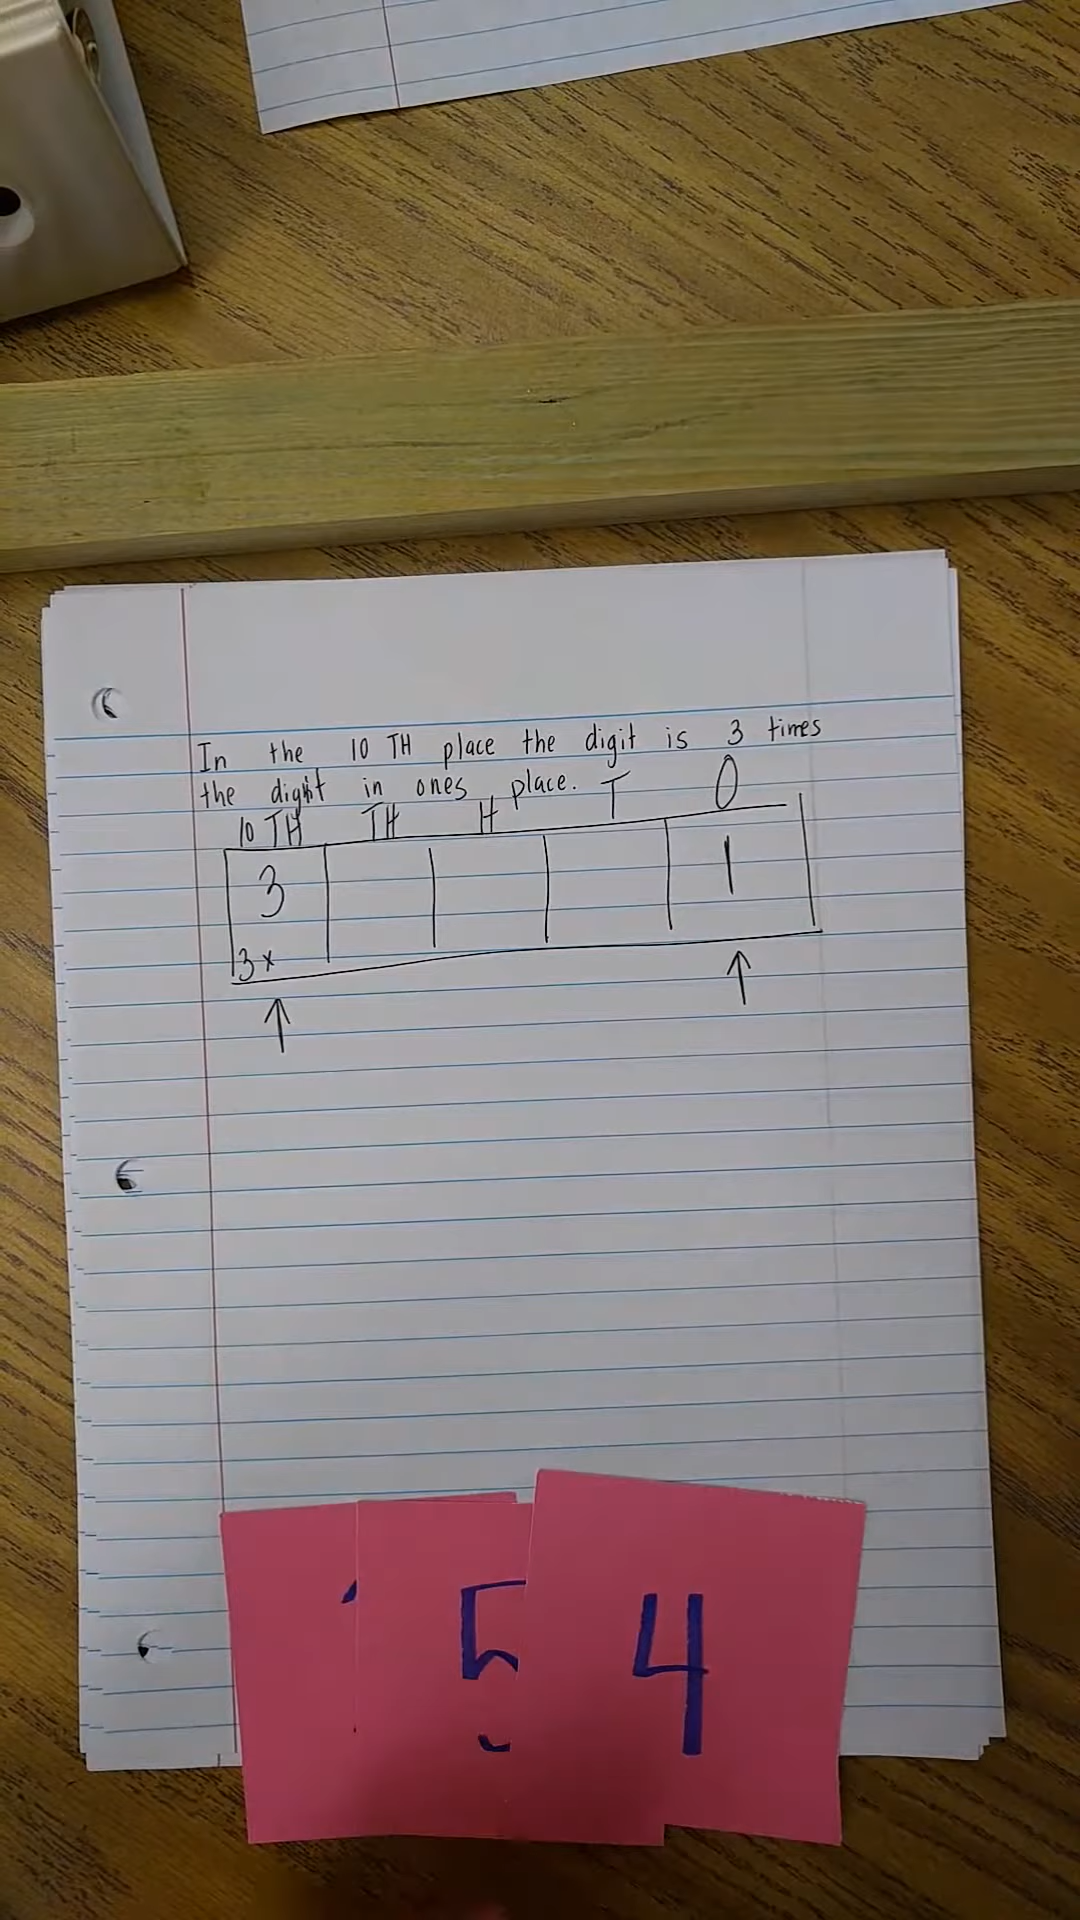 In the 10 TH place the digit is 3 times
the digit in ones place.
10 TH TH H T O
3 1
3x
5 4